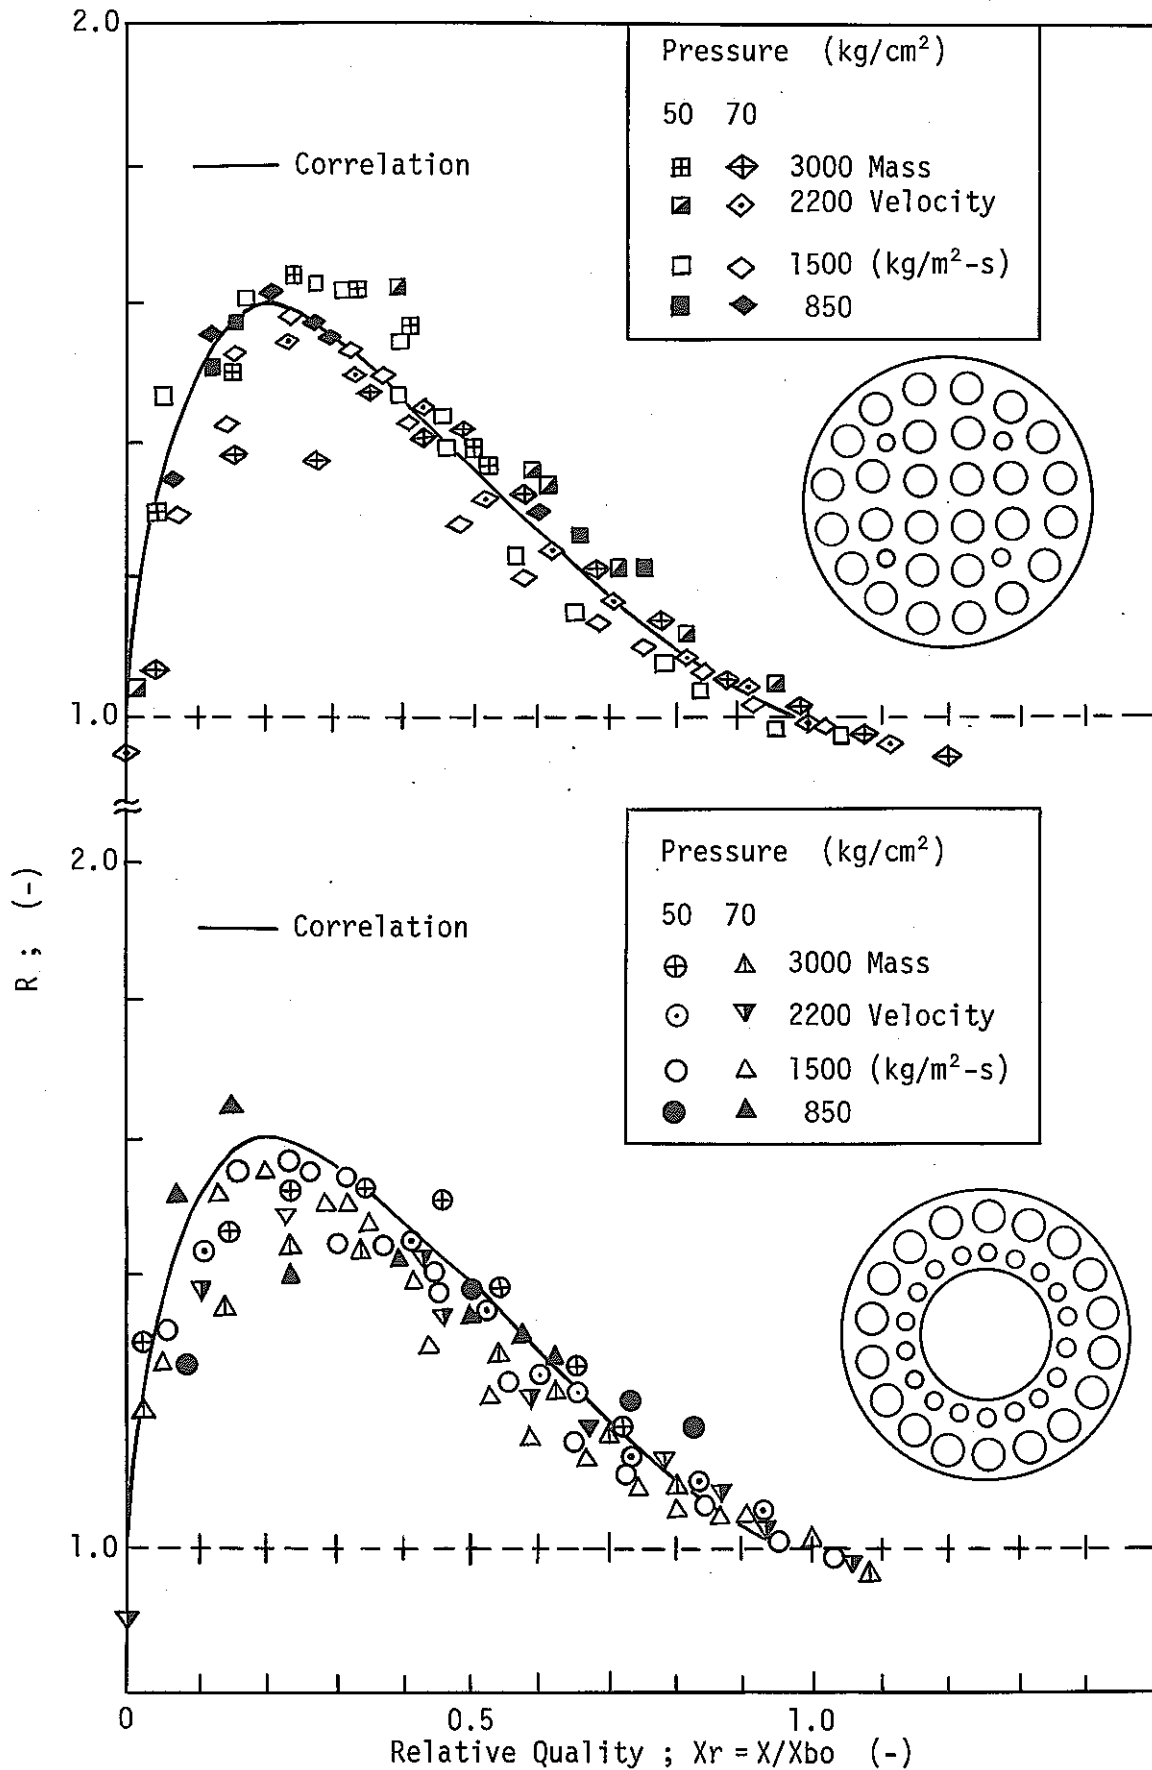 2.0
Pressure (kg/cm²)
50 70
3000 Mass
2200 Velocity
1500 (kg/m²-s)
850
Correlation
1.0
2.0
Pressure (kg/cm²)
50 70
3000 Mass
2200 Velocity
1500 (kg/m²-s)
850
Correlation
R ; (-)
1.0
0 0.5 1.0
Relative Quality ; Xr = X/Xbo (-)